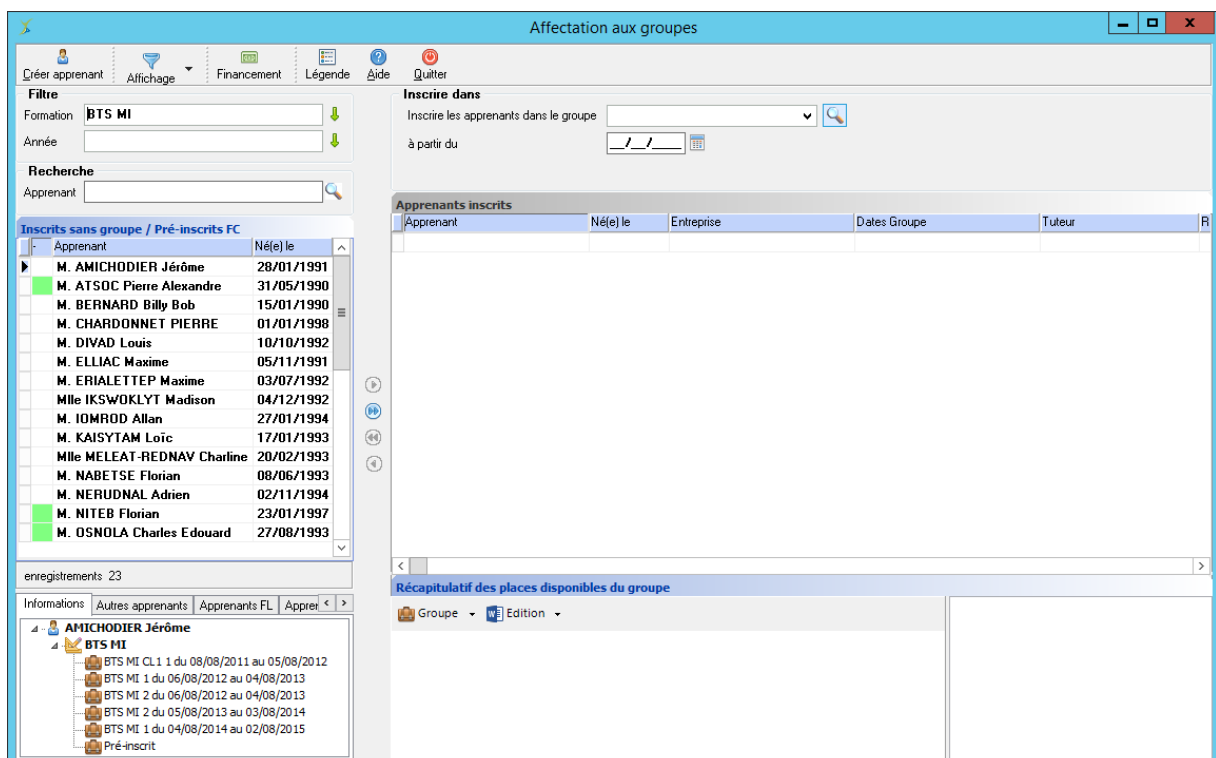 Affectation aux groupes
Créer apprenant Affichage Financement Légende Aide Quitter
Filtre
Formation BTS MI
Année
Recherche
Apprenant
Inscrits sans groupe / Pré-inscrits FC
- Apprenant Né(e) le
M. AMICHODIER Jérôme 28/01/1991
M. ATSOC Pierre Alexandre 31/05/1990
M. BERNARD Billy Bob 15/01/1990
M. CHARDONNET PIERRE 01/01/1998
M. DIVAD Louis 10/10/1992
M. ELLIAC Maxime 05/11/1991
M. ERIALETTEP Maxime 03/07/1992
Mlle IKSWOKLYT Madison 04/12/1992
M. IOMROD Allan 27/01/1994
M. KAISYTAM Loïc 17/01/1993
Mlle MELEAT-REDNAV Charline 20/02/1993
M. NABETSE Florian 08/06/1993
M. NERUDNAL Adrien 02/11/1994
M. NITEB Florian 23/01/1997
M. OSNOLA Charles Edouard 27/08/1993
enregistrements 23
Informations Autres apprenants Apprenants FL Apprer
AMICHODIER Jérôme
BTS MI
BTS MI CL1 1 du 08/08/2011 au 05/08/2012
BTS MI 1 du 06/08/2012 au 04/08/2013
BTS MI 2 du 06/08/2012 au 04/08/2013
BTS MI 2 du 05/08/2013 au 03/08/2014
BTS MI 1 du 04/08/2014 au 02/08/2015
Pré-inscrit
Inscrire dans
Inscrire les apprenants dans le groupe
à partir du __/__/____
Apprenants inscrits
Apprenant Né(e) le Entreprise Dates Groupe Tuteur R
Récapitulatif des places disponibles du groupe
Groupe Edition